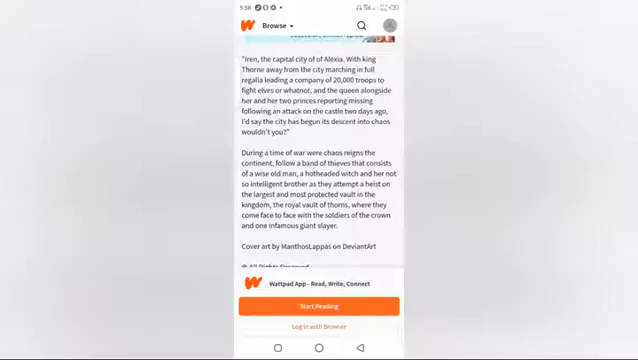 5:58
Browse
"Iren, the capital city of of Alexia. With king
Thorne away from the city marching in full
regalia leading a company of 20,000 troops to
fight elves or whatnot, and the queen alongside
her and her two princes reporting missing
following an attack on the castle two days ago,
I'd say the city has begun its descent into chaos
wouldn't you?"
During a time of war were chaos reigns the
continent, follow a band of thieves that consists
of a wise old man, a hotheaded witch and her not
so intelligent brother as they attempt a heist on
the largest and most protected vault in the
kingdom, the royal vault of thorns, where they
come face to face with the soldiers of the crown
and one infamous giant slayer.
Cover art by ManthosLappas on DeviantArt
All Rights Reserved
Wattpad App - Read, Write, Connect
Start Reading
Log in with Browser